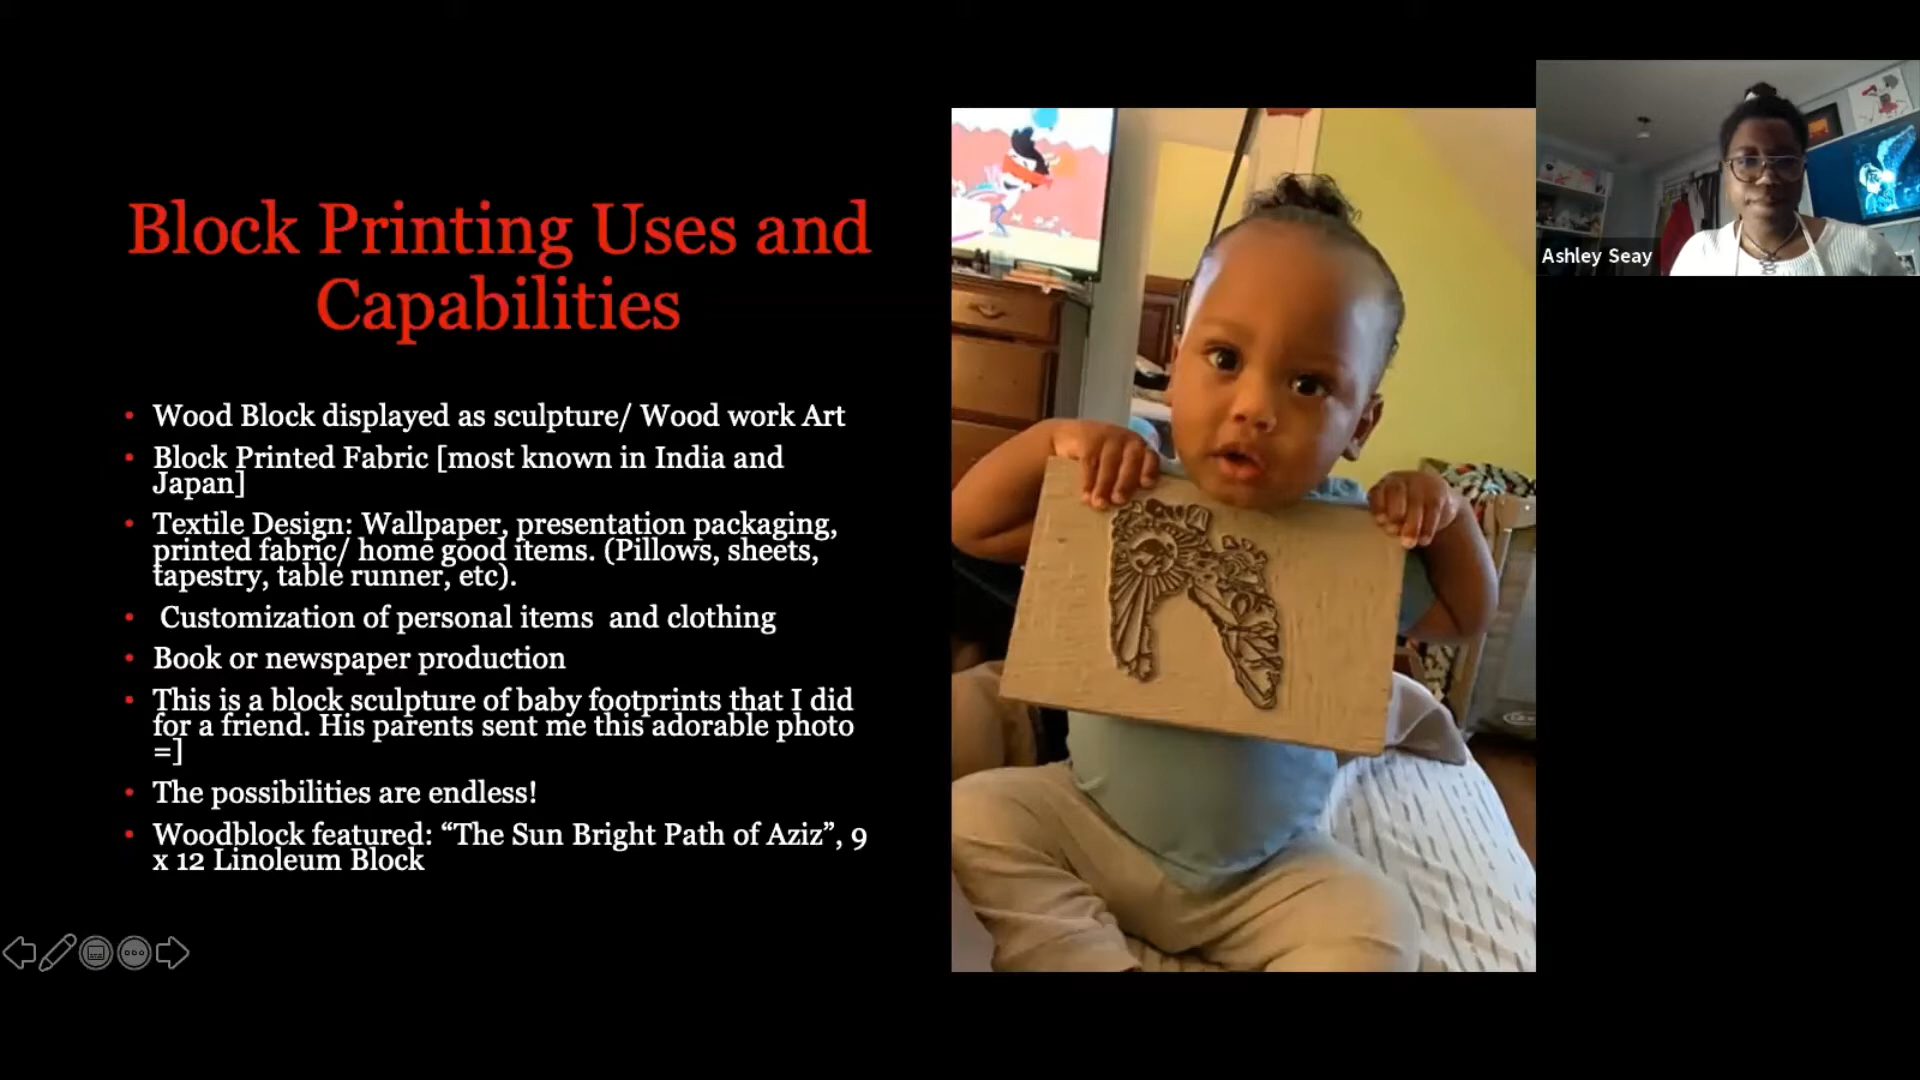 Block Printing Uses and
Capabilities
• Wood Block displayed as sculpture/ Wood work Art
• Block Printed Fabric [most known in India and
Japan]
• Textile Design: Wallpaper, presentation packaging,
printed fabric/ home good items. (Pillows, sheets,
tapestry, table runner, etc).
• Customization of personal items  and clothing
• Book or newspaper production
• This is a block sculpture of baby footprints that I did
for a friend. His parents sent me this adorable photo
=]
• The possibilities are endless!
• Woodblock featured: “The Sun Bright Path of Aziz”, 9
x 12 Linoleum Block
Ashley Seay